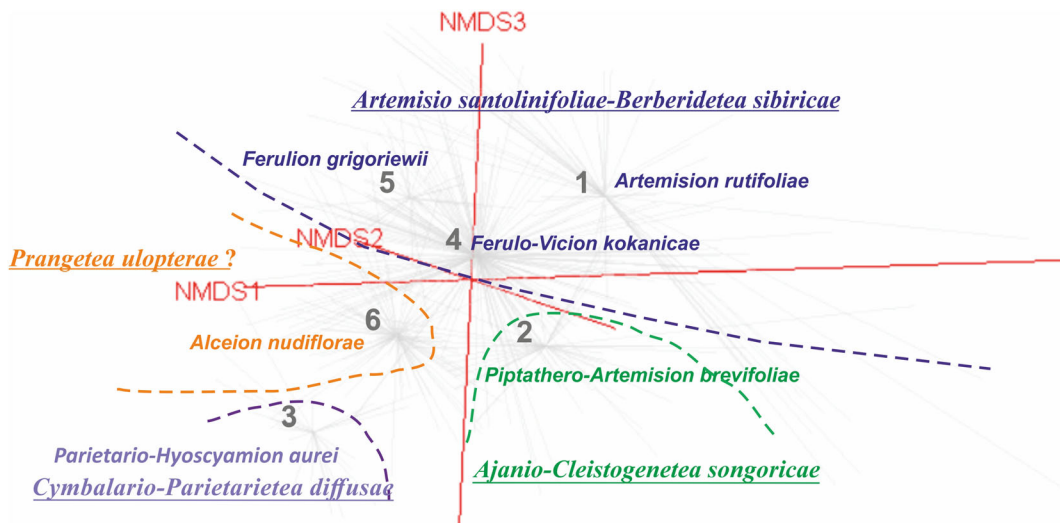 NMDS3
Artemisio santolinifoliae-Berberidetea sibiricae
Ferulion grigoriewii
5
1
Artemision rutifoliae
NMDS2
4
Ferulo-Vicion kokanicae
Prangetea ulopterae ?
NMDS1
6
2
Alceion nudiflorae
Piptathero-Artemision brevifoliae
3
Parietario-Hyoscyamion aurei
Ajanio-Cleistogenetea songoricae
Cymbalario-Parietarietea diffusae